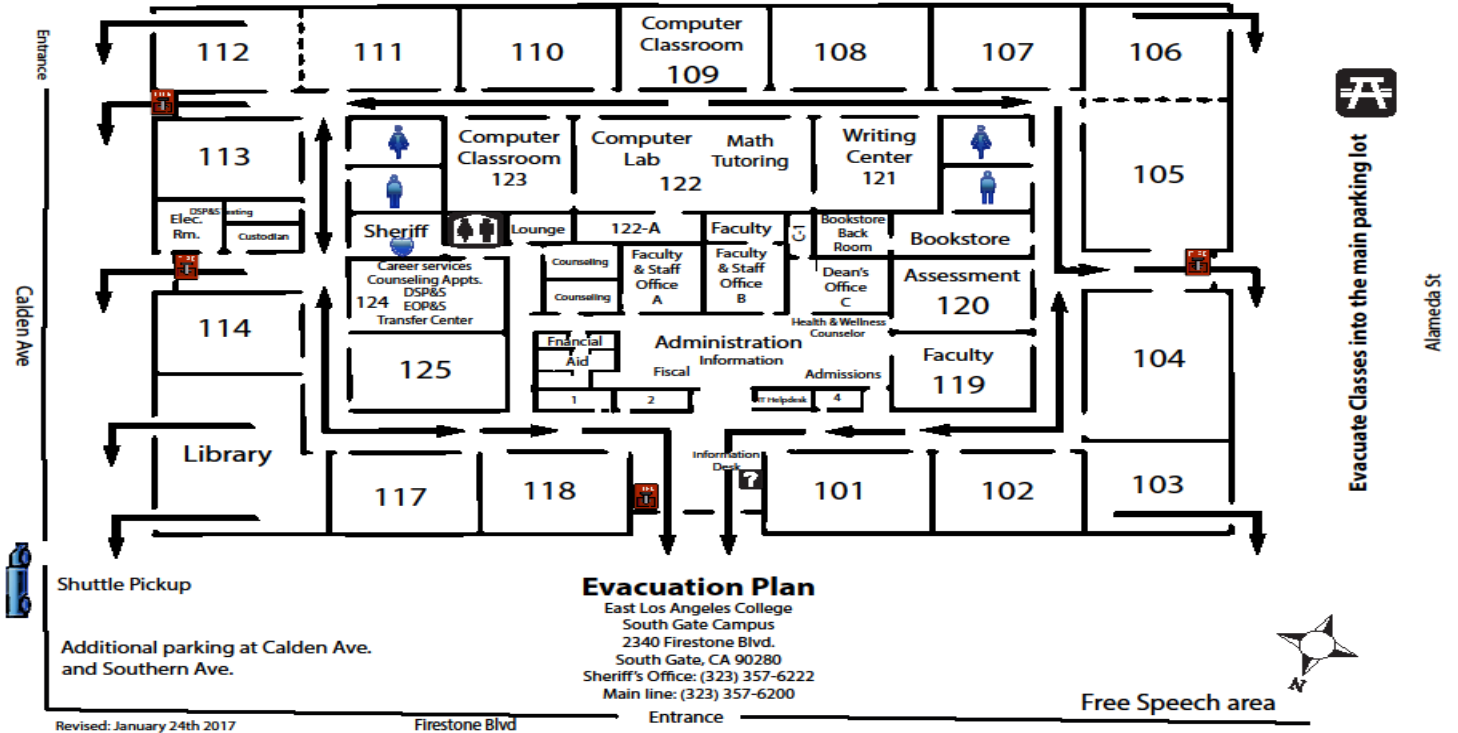 112
111
110
Computer
Classroom
109
108
107
106
Entrance
113
Computer
Classroom
123
Computer
Lab
Math
Tutoring
122
Writing
Center
121
105
DSP&S Testing
Elec.
Rm.
Custodian
Sheriff
Lounge
122-A
Faculty
C-1
Bookstore
Back
Room
Bookstore
Career services
Counseling Appts.
124
DSP&S
EOP&S
Transfer Center
Counseling
Counseling
Faculty
& Staff
Office
A
Faculty
& Staff
Office
B
Dean's
Office
C
Assessment
120
Health & Wellness
Counselor
114
125
Fnancial
Aid
Administration
Information
Fiscal
Admissions
Faculty
119
104
1
2
IT Helpdesk
4
Library
117
118
Information
Desk
?
101
102
103
Calden Ave
Evacuate Classes into the main parking lot
Alameda St
Shuttle Pickup
Additional parking at Calden Ave.
and Southern Ave.
Evacuation Plan
East Los Angeles College
South Gate Campus
2340 Firestone Blvd.
South Gate, CA 90280
Sheriff's Office: (323) 357-6222
Main line: (323) 357-6200
N
Free Speech area
Revised: January 24th 2017
Firestone Blvd
Entrance